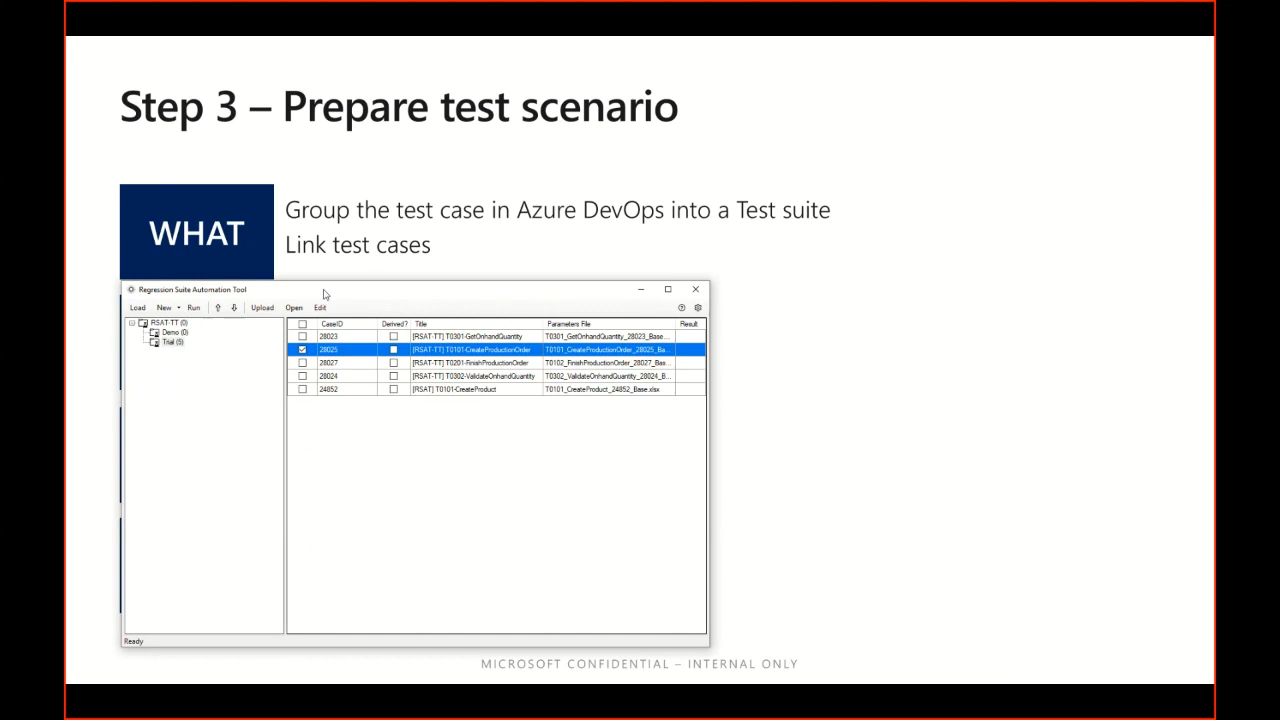 Step 3 – Prepare test scenario
WHAT
Group the test case in Azure DevOps into a Test suite
Link test cases
Regression Suite Automation Tool
Load New Run Upload Open Edit
RSAT-TT (0)
Demo (0)
Trial (5)
CaseID Derived? Title Parameters File Result
28023 [RSAT-TT] T0301-GetOnhandQuantity T0301_GetOnhandQuantity_28023_Base...
28025 [RSAT-TT] T0101-CreateProductionOrder T0101_CreateProductionOrder_28025_Ba...
28027 [RSAT-TT] T0201-FinishProductionOrder T0102_FinishProductionOrder_28027_Bas...
28024 [RSAT-TT] T0302-ValidateOnhandQuantity T0302_ValidateOnhandQuantity_28024_B...
24852 [RSAT] T0101-CreateProduct T0101_CreateProduct_24852_Base.xlsx
Ready
MICROSOFT CONFIDENTIAL – INTERNAL ONLY